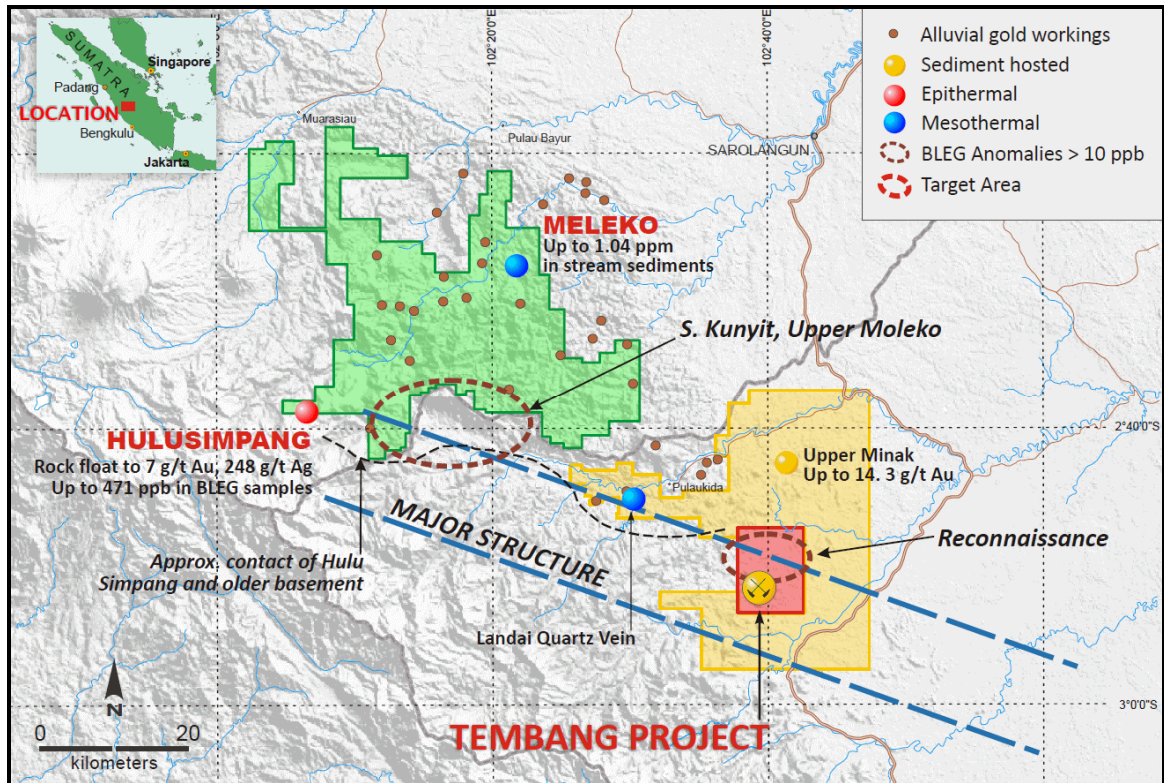 SUMATRA
Singapore
Padang
LOCATION
Bengkulu
Jakarta
102°20'0"E
102°40'0"E
Alluvial gold workings
Sediment hosted
Epithermal
Mesothermal
BLEG Anomalies > 10 ppb
Target Area
Muarasiau
Pulau Bayur
SAROLANGUN
MELEKO
Up to 1.04 ppm
in stream sediments
S. Kunyit, Upper Moleko
HULUSIMPANG
Rock float to 7 g/t Au, 248 g/t Ag
Up to 471 ppb in BLEG samples
2°40'0"S
Upper Minak
Up to 14. 3 g/t Au
Pulaukida
MAJOR STRUCTURE
Reconnaissance
Approx. contact of Hulu
Simpang and older basement
Landai Quartz Vein
3°0'0"S
N
0 20
kilometers
TEMBANG PROJECT